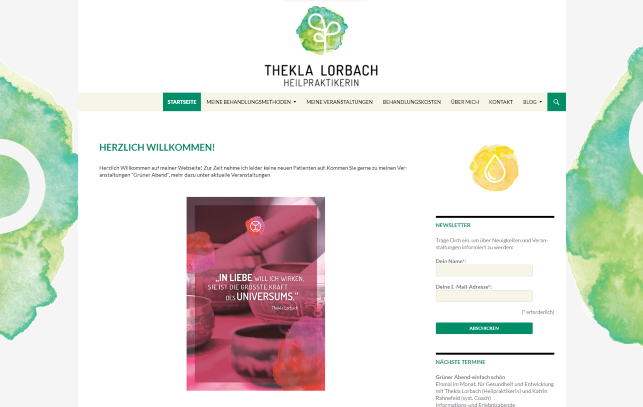 THEKLA LORBACH
HEILPRAKTIKERIN
STARTSEITE MEINE BEHANDLUNGSMETHODEN MEINE VERANSTALTUNGEN BEHANDLUNGSKOSTEN ÜBER MICH KONTAKT BLOG
HERZLICH WILLKOMMEN!
Herzlich Willkommen auf meiner Webseite! Zur Zeit nehme ich leider keine neuen Patienten auf. Kommen Sie gerne zu meinen Ver-
anstaltungen "Grüner Abend", mehr dazu unter aktuelle Veranstaltungen
„IN LIEBE WILL ICH WIRKEN,
SIE IST DIE GRÖSSTE KRAFT
DES UNIVERSUMS."
Thekla Lorbach
NEWSLETTER
Trage Dich ein, um über Neuigkeiten und Veran-
staltungen informiert zu werden:
Dein Name*:
Deine E-Mail-Adresse*:
(* erforderlich)
ABSCHICKEN
NÄCHSTE TERMINE
Grüner Abend-einfach schön
Einmal im Monat, für Gesundheit und Entwicklung
mit Thekla Lorbach (Heilpraktikerin) und Katrin
Rahnefeld (syst. Coach)
Informations-und Erlebnisabende